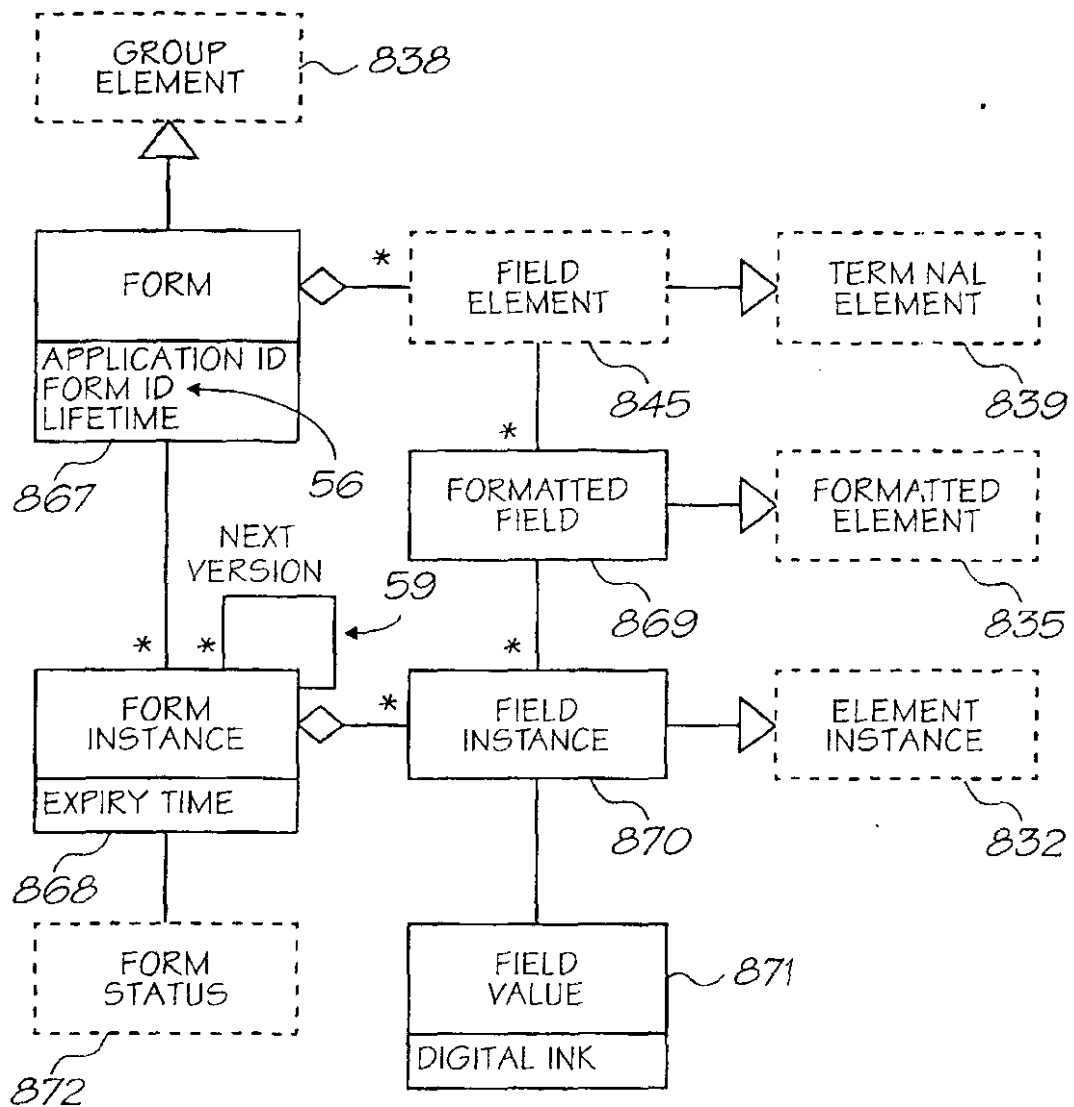 GROUP
ELEMENT
838
FORM
*
FIELD
ELEMENT
TERM NAL
ELEMENT
APPLICATION ID
FORM ID
LIFETIME
845
839
867
56
*
FORMATTED
FIELD
FORMATTED
ELEMENT
NEXT
VERSION
59
869
835
*
*
*
FORM
INSTANCE
*
FIELD
INSTANCE
ELEMENT
INSTANCE
EXPIRY TIME
870
832
868
FORM
STATUS
FIELD
VALUE
871
872
DIGITAL INK